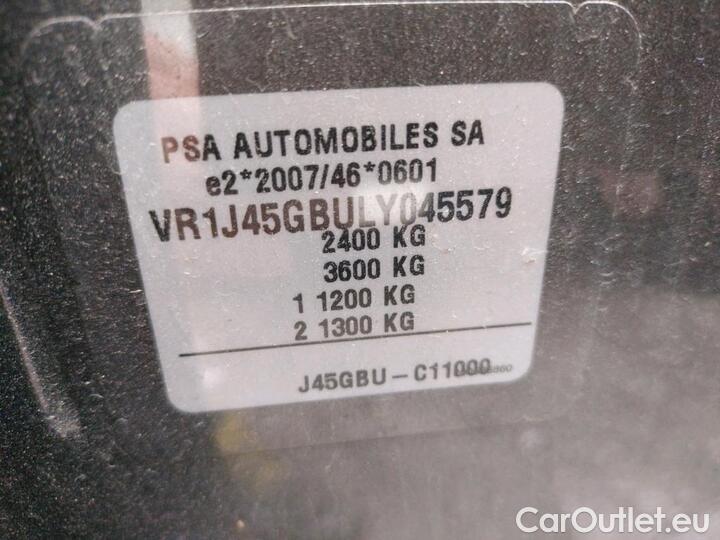 PSA AUTOMOBILES SA
e2*2007/46*0601
VR1J45GBULY045579
2400 KG
3600 KG
1 1200 KG
2 1300 KG
J45GBU – C11000
CarOutlet.eu